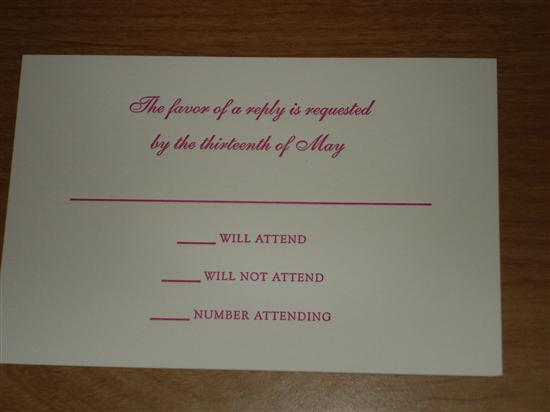 The favor of a reply is requested
by the thirteenth of May
WILL ATTEND
WILL NOT ATTEND
NUMBER ATTENDING